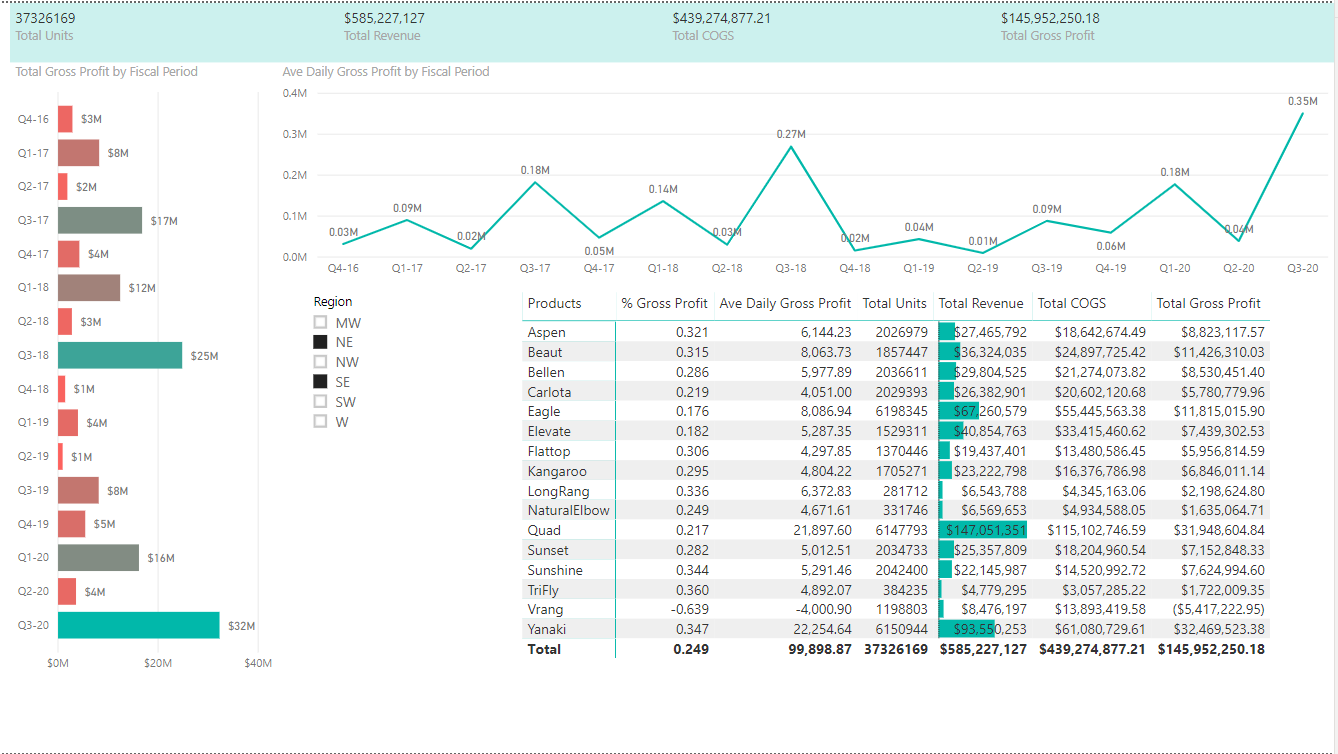 37326169 $585,227,127 $439,274,877.21 $145,952,250.18
Total Units Total Revenue Total COGS Total Gross Profit
Total Gross Profit by Fiscal Period
Q4-16 $3M
Q1-17 $8M
Q2-17 $2M
Q3-17 $17M
Q4-17 $4M
Q1-18 $12M
Q2-18 $3M
Q3-18 $25M
Q4-18 $1M
Q1-19 $4M
Q2-19 $1M
Q3-19 $8M
Q4-19 $5M
Q1-20 $16M
Q2-20 $4M
Q3-20 $32M
$0M $20M $40M
Ave Daily Gross Profit by Fiscal Period
0.4M
0.3M
0.2M
0.1M
0.0M
0.03M 0.09M 0.02M 0.18M 0.05M 0.14M 0.03M 0.27M 0.02M 0.04M 0.01M 0.09M 0.06M 0.18M 0.04M 0.35M
Q4-16 Q1-17 Q2-17 Q3-17 Q4-17 Q1-18 Q2-18 Q3-18 Q4-18 Q1-19 Q2-19 Q3-19 Q4-19 Q1-20 Q2-20 Q3-20
Region
MW
NE
NW
SE
SW
W
Products % Gross Profit Ave Daily Gross Profit Total Units Total Revenue Total COGS Total Gross Profit
Aspen 0.321 6,144.23 2026979 $27,465,792 $18,642,674.49 $8,823,117.57
Beaut 0.315 8,063.73 1857447 $36,324,035 $24,897,725.42 $11,426,310.03
Bellen 0.286 5,977.89 2036611 $29,804,525 $21,274,073.82 $8,530,451.40
Carlota 0.219 4,051.00 2029393 $26,382,901 $20,602,120.68 $5,780,779.96
Eagle 0.176 8,086.94 6198345 $67,260,579 $55,445,563.38 $11,815,015.90
Elevate 0.182 5,287.35 1529311 $40,854,763 $33,415,460.62 $7,439,302.53
Flattop 0.306 4,297.85 1370446 $19,437,401 $13,480,586.45 $5,956,814.59
Kangaroo 0.295 4,804.22 1705271 $23,222,798 $16,376,786.98 $6,846,011.14
LongRang 0.336 6,372.83 281712 $6,543,788 $4,345,163.06 $2,198,624.80
NaturalElbow 0.249 4,671.61 331746 $6,569,653 $4,934,588.05 $1,635,064.71
Quad 0.217 21,897.60 6147793 $147,051,351 $115,102,746.59 $31,948,604.84
Sunset 0.282 5,012.51 2034733 $25,357,809 $18,204,960.54 $7,152,848.33
Sunshine 0.344 5,291.46 2042400 $22,145,987 $14,520,992.72 $7,624,994.60
TriFly 0.360 4,892.07 384235 $4,779,295 $3,057,285.22 $1,722,009.35
Vrang -0.639 -4,000.90 1198803 $8,476,197 $13,893,419.58 ($5,417,222.95)
Yanaki 0.347 22,254.64 6150944 $93,550,253 $61,080,729.61 $32,469,523.38
Total 0.249 99,898.87 37326169 $585,227,127 $439,274,877.21 $145,952,250.18